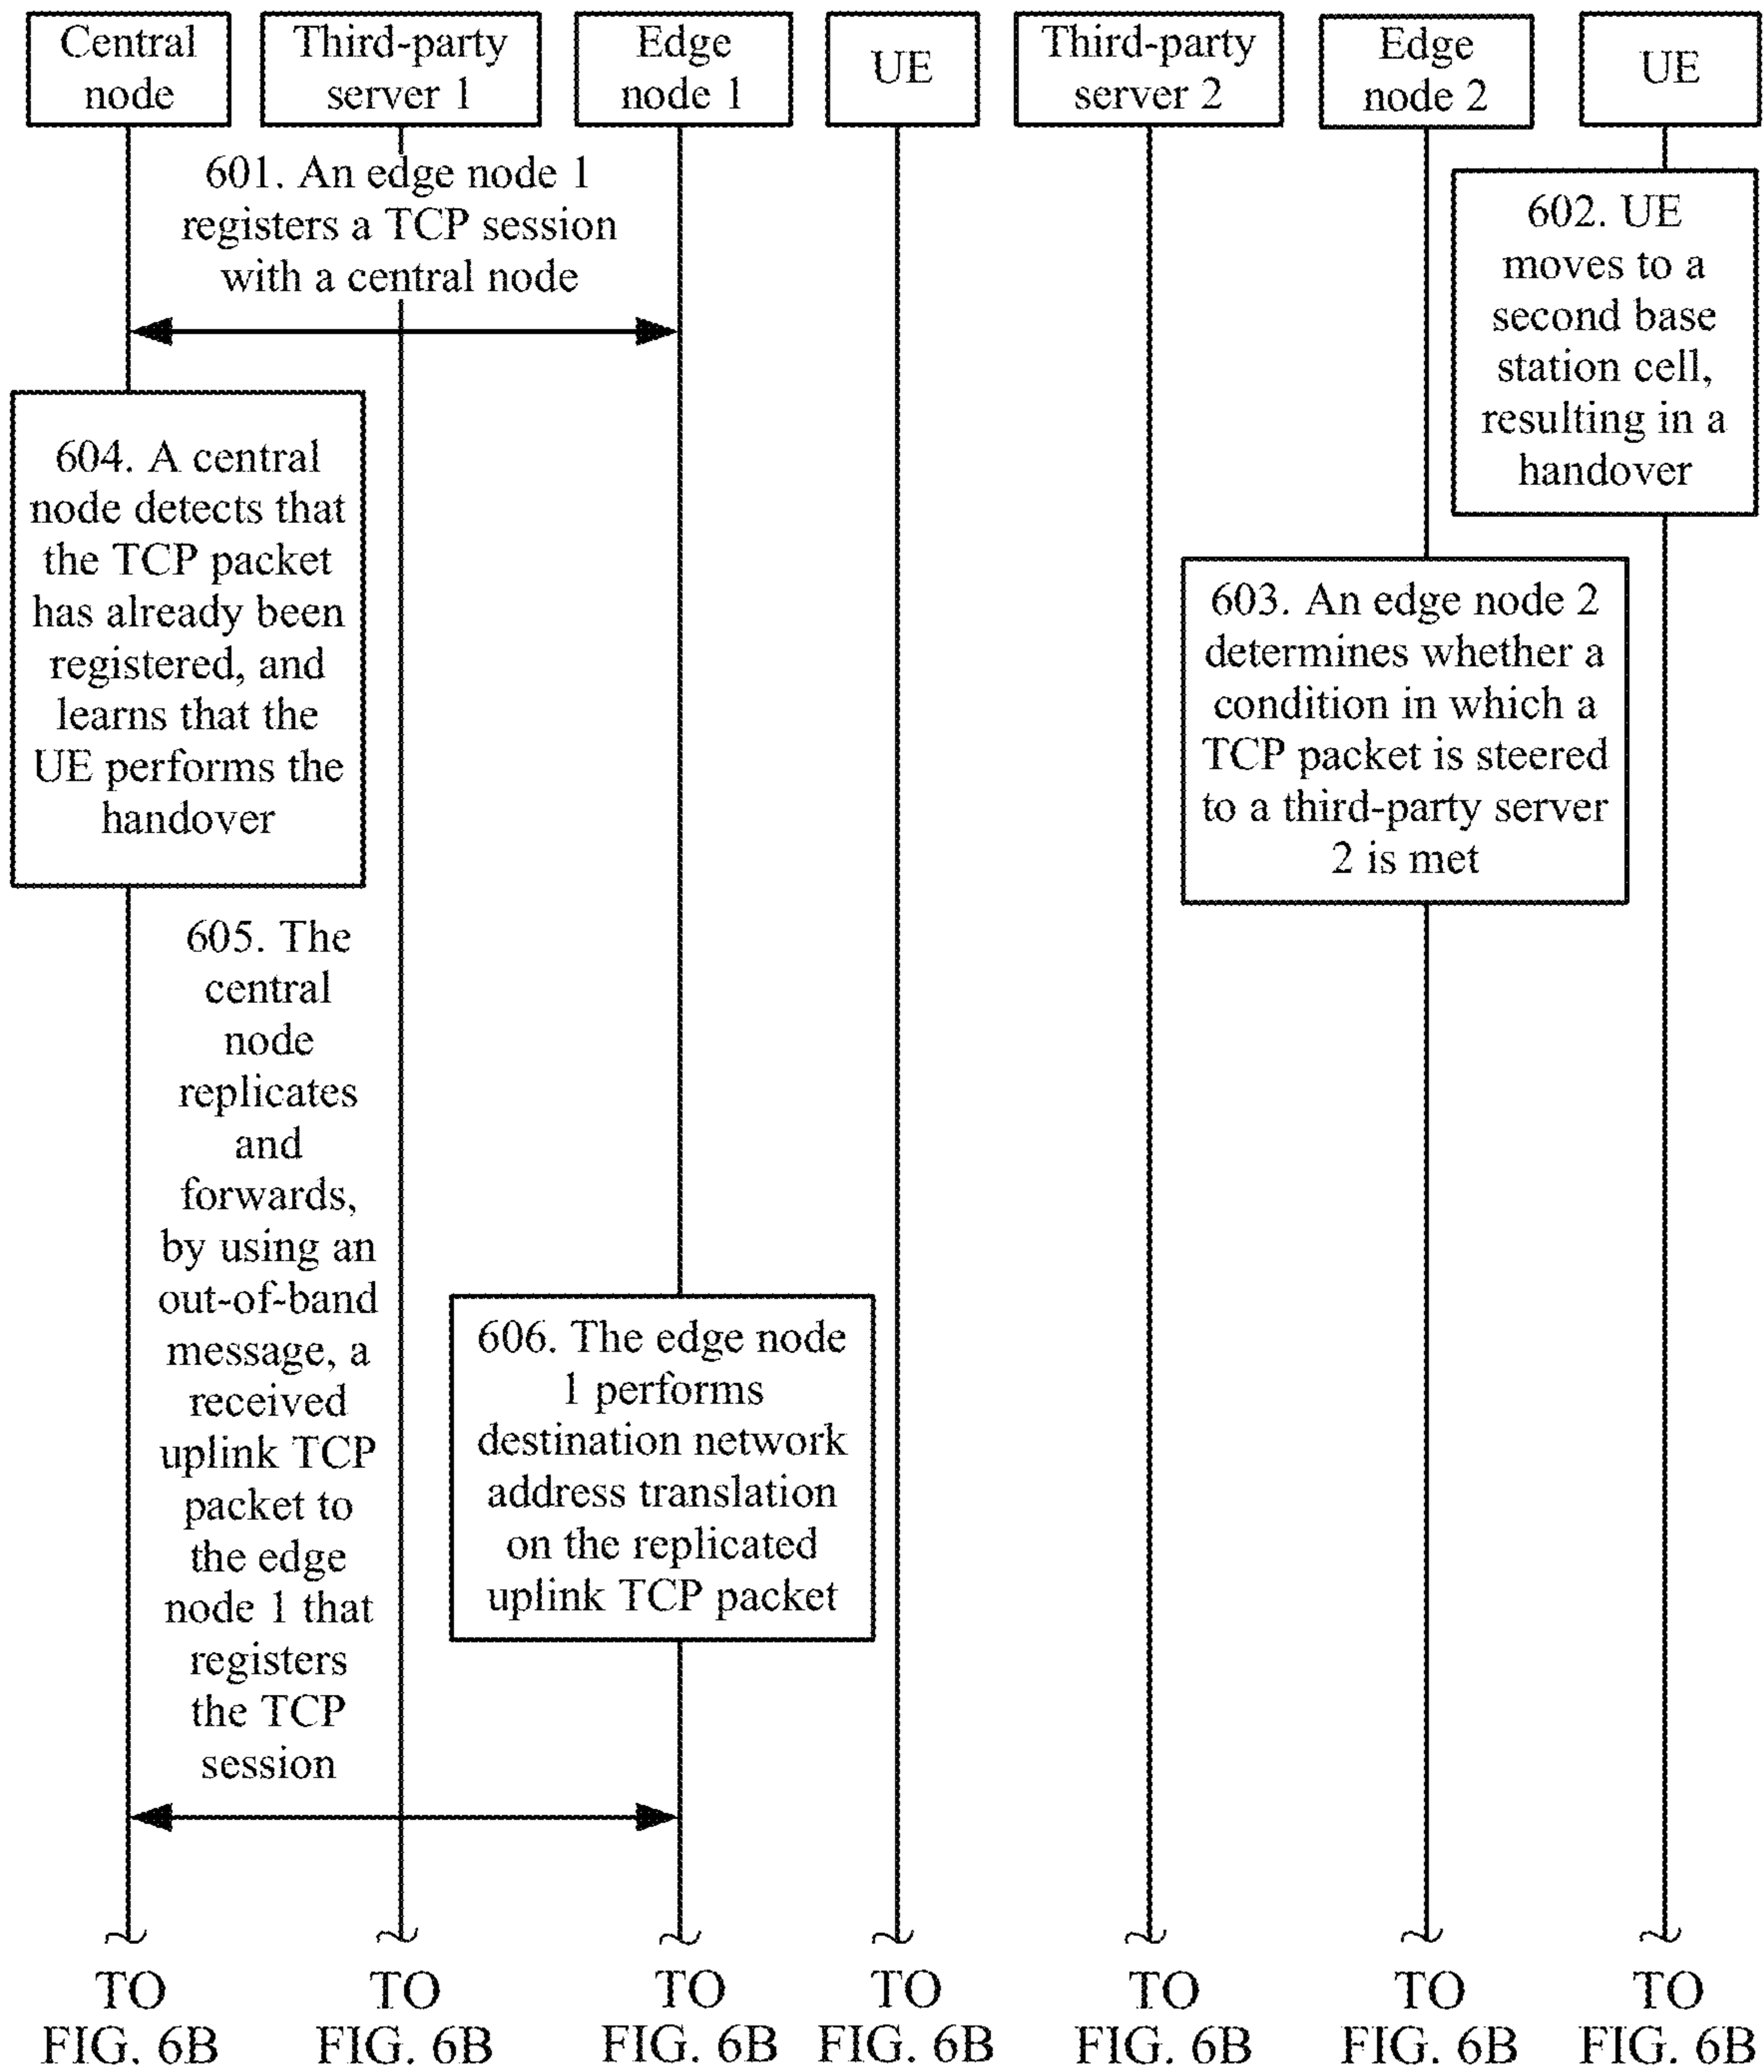 Central
node
Third-party
server 1
Edge
node 1
UE
Third-party
server 2
Edge
node 2
UE
601. An edge node 1
registers a TCP session
with a central node
602. UE
moves to a
second base
station cell,
resulting in a
handover
603. An edge node 2
determines whether a
condition in which a
TCP packet is steered
to a third-party server
2 is met
604. A central
node detects that
the TCP packet
has already been
registered, and
learns that the
UE performs the
handover
605. The
central
node
replicates
and
forwards,
by using an
out-of-band
message, a
received
uplink TCP
packet to
the edge
node 1 that
registers
the TCP
session
606. The edge node
1 performs
destination network
address translation
on the replicated
uplink TCP packet
TO
FIG. 6B
TO
FIG. 6B
TO
FIG. 6B
TO
FIG. 6B
TO
FIG. 6B
TO
FIG. 6B
TO
FIG. 6B